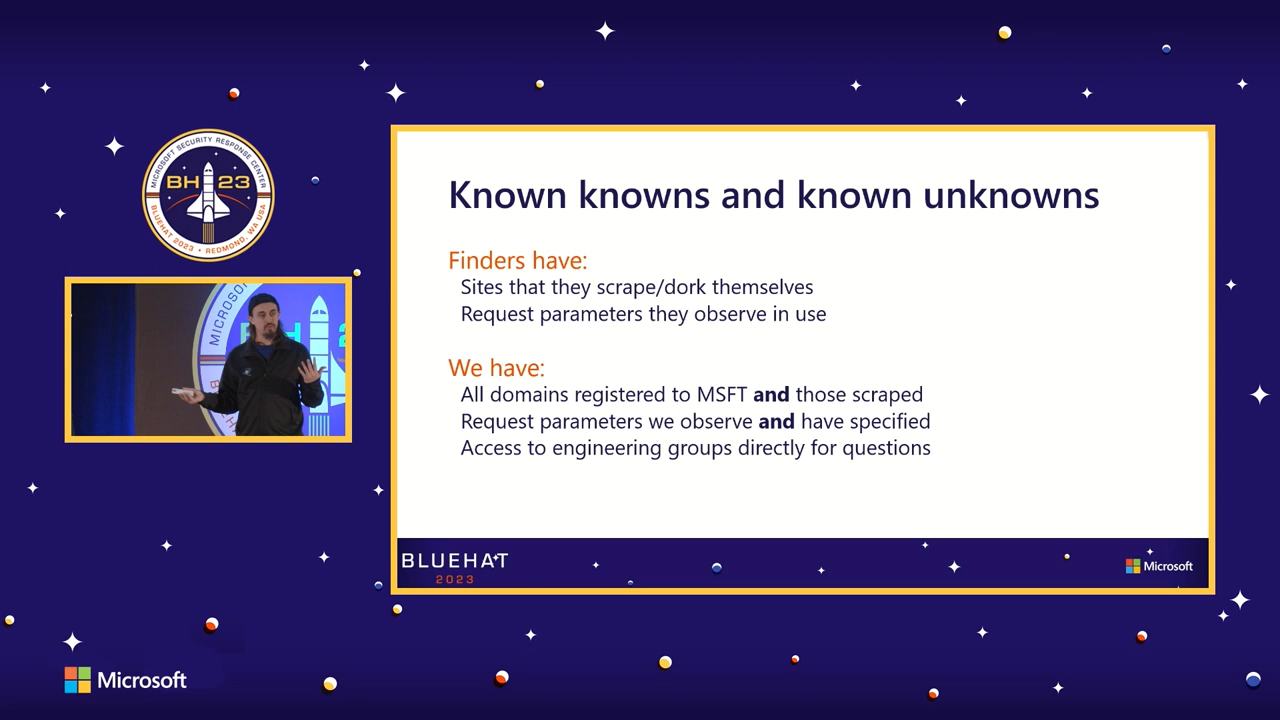 MICROSOFT SECURITY RESPONSE CENTER
BH 23
BLUEHAT 2023 • REDMOND, WA USA
Known knowns and known unknowns
Finders have:
Sites that they scrape/dork themselves
Request parameters they observe in use
We have:
All domains registered to MSFT and those scraped
Request parameters we observe and have specified
Access to engineering groups directly for questions
BLUEHAT
2023
Microsoft
Microsoft